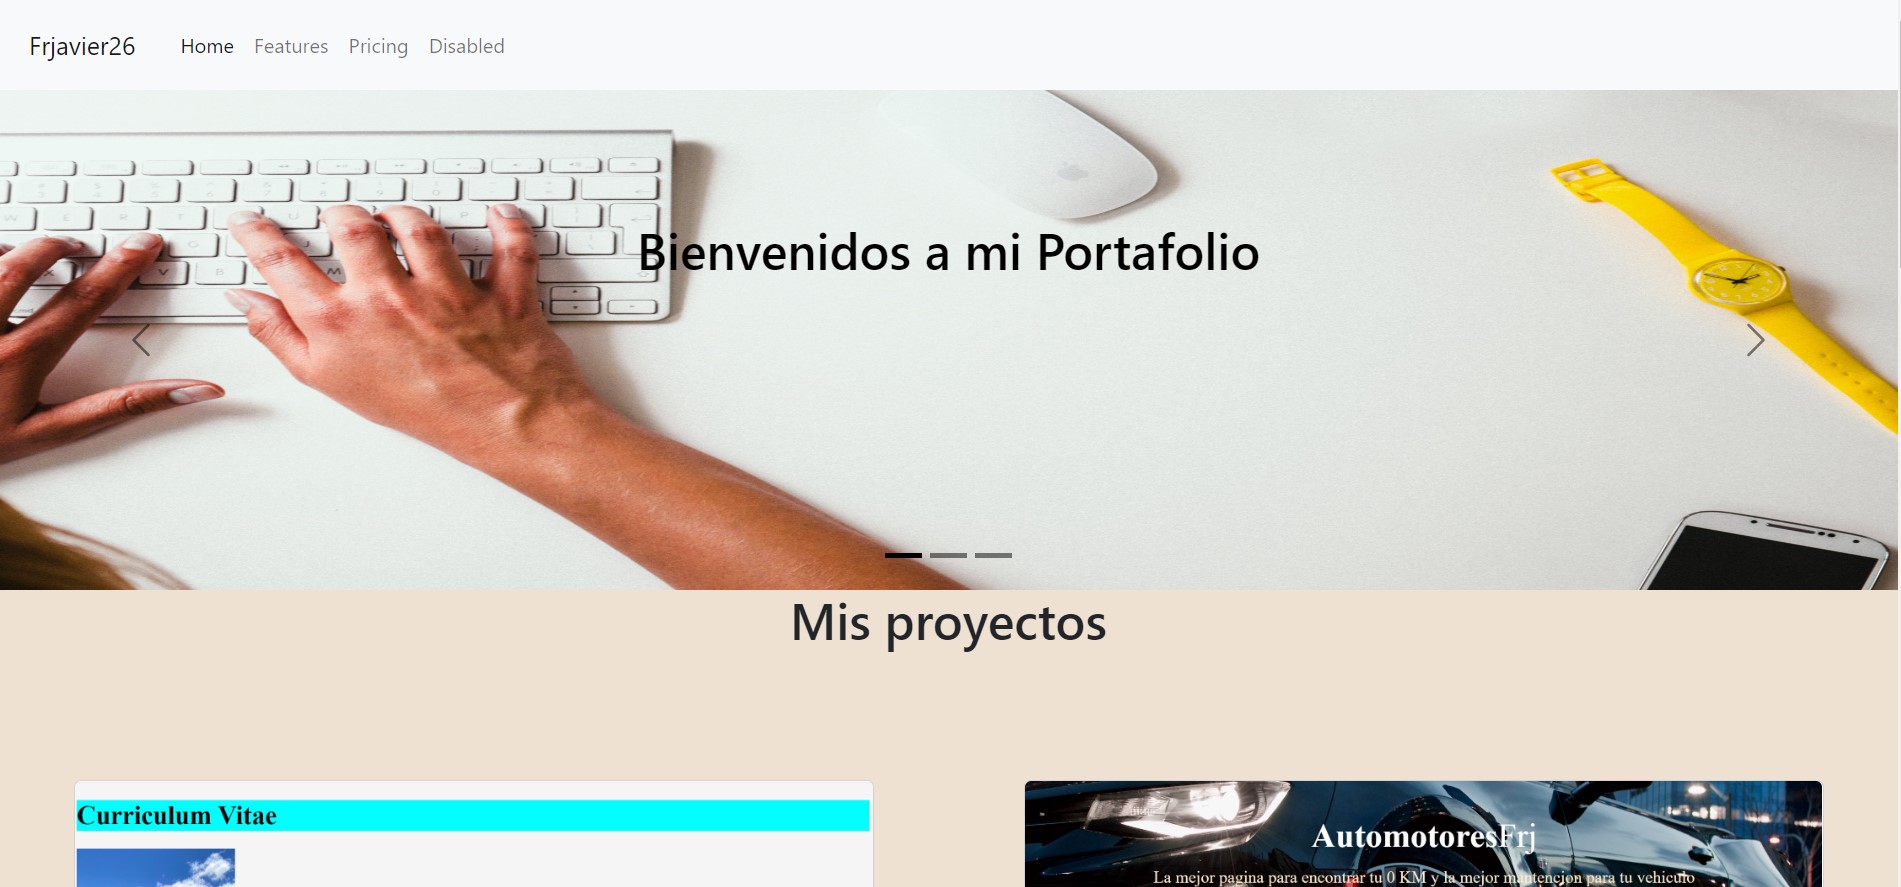 Frjavier26 Home Features Pricing Disabled
Bienvenidos a mi Portafolio
Mis proyectos
Curriculum Vitae
AutomotoresFrj
La mejor pagina para encontrar tu 0 KM y la mejor mantencion para tu vehiculo